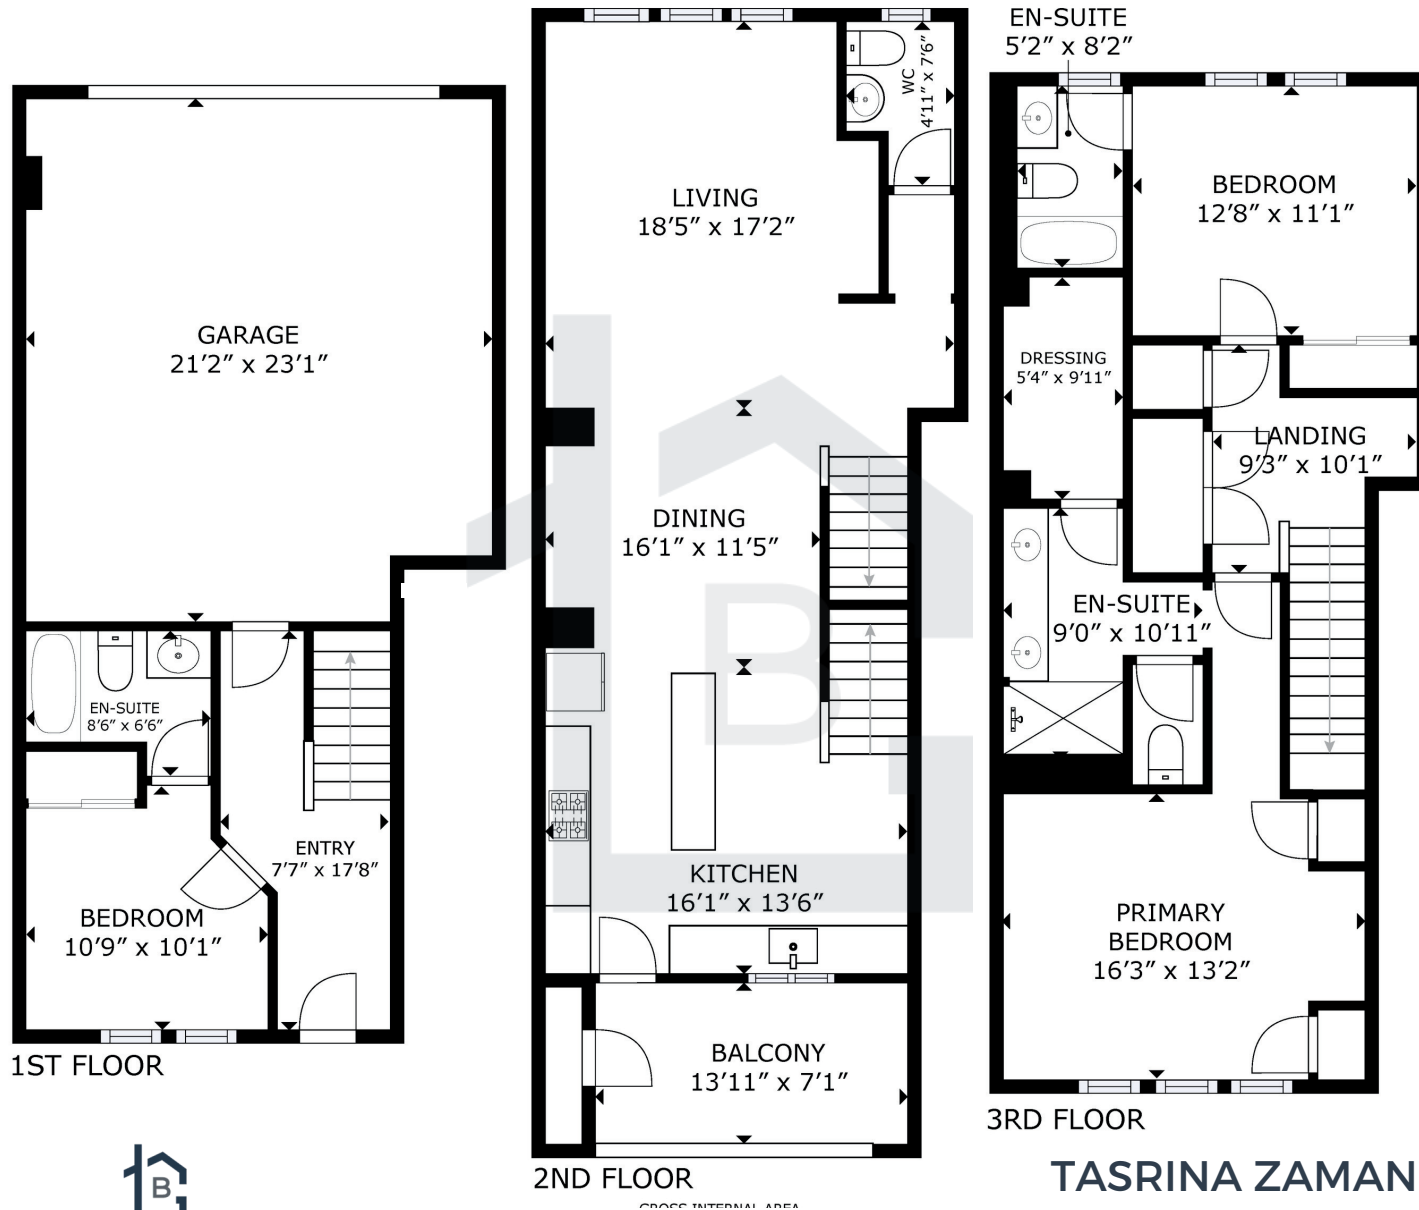 GARAGE
21'2" x 23'1"
EN-SUITE
8'6" x 6'6"
ENTRY
7'7" x 17'8"
BEDROOM
10'9" x 10'1"
1ST FLOOR
B
LIVING
18'5" x 17'2"
WC
4'11" x 7'6"
DINING
16'1" x 11'5"
B
KITCHEN
16'1" x 13'6"
BALCONY
13'11" x 7'1"
2ND FLOOR
GROSS INTERNAL AREA
EN-SUITE
5'2" x 8'2"
BEDROOM
12'8" x 11'1"
DRESSING
5'4" x 9'11"
LANDING
9'3" x 10'1"
EN-SUITE
9'0" x 10'11"
PRIMARY
BEDROOM
16'3" x 13'2"
3RD FLOOR
TASRINA ZAMAN